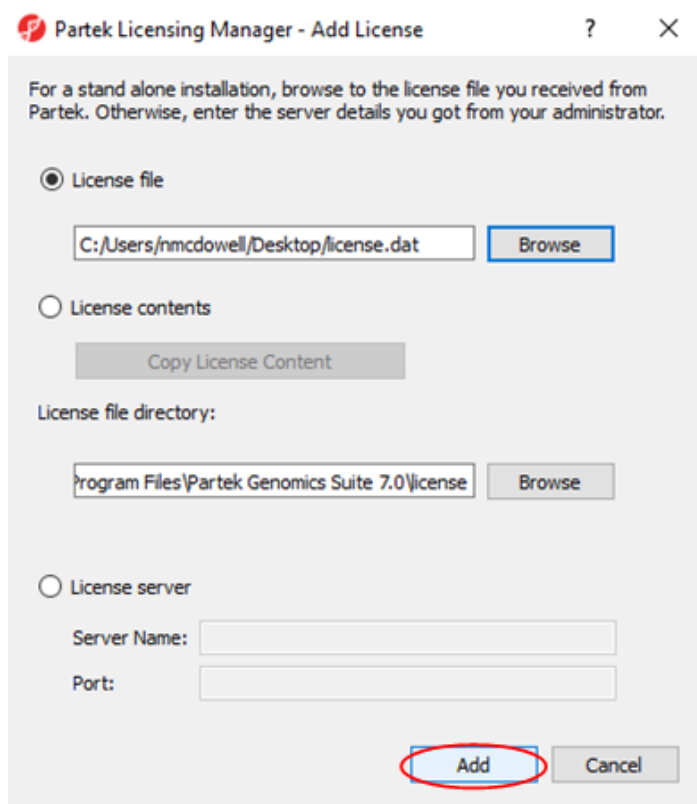 Partek Licensing Manager - Add License ? ×
For a stand alone installation, browse to the license file you received from
Partek. Otherwise, enter the server details you got from your administrator.
License file
C:/Users/nmcdowell/Desktop/license.dat Browse
License contents
Copy License Content
License file directory:
Program Files\Partek Genomics Suite 7.0\license Browse
License server
Server Name:
Port:
Add Cancel